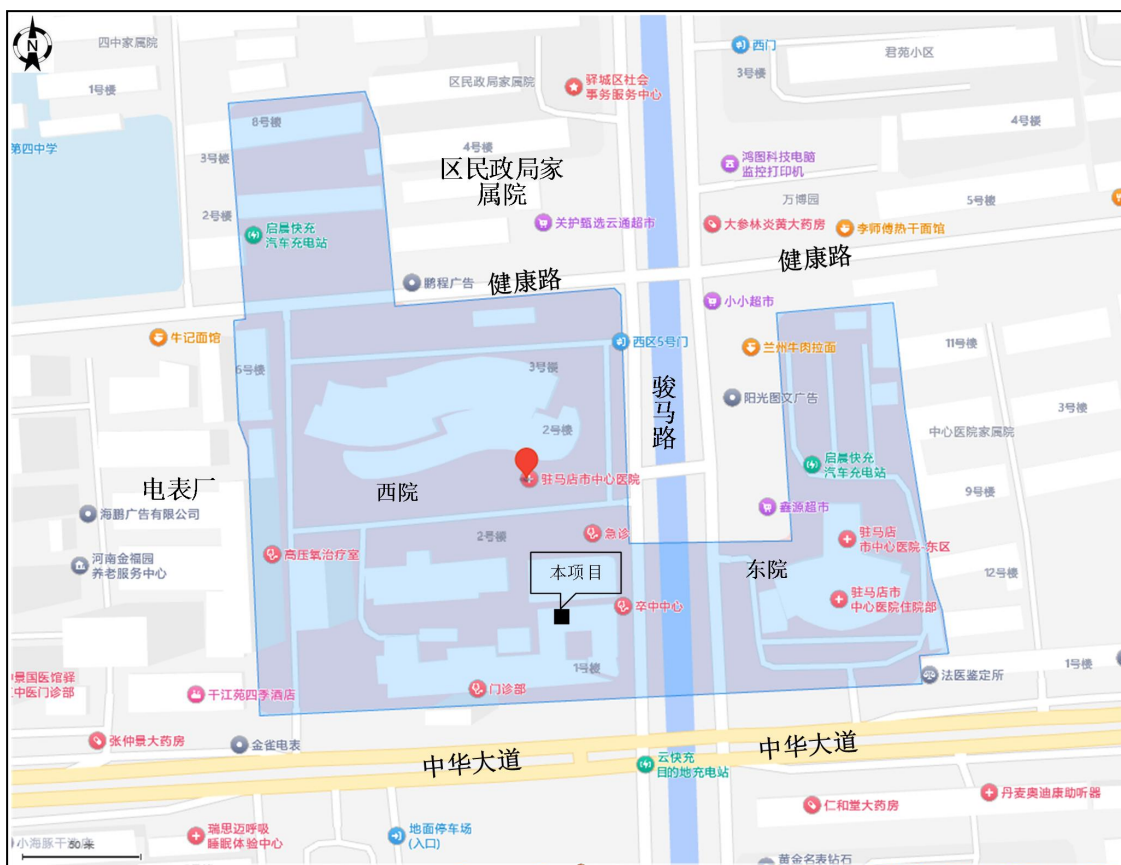 N
四中家属院
西门
君苑小区
3号楼
1号楼
区民政局家属院
驿城区社会
事务服务中心
8号楼
4号楼
第四中学
3号楼
4号楼
区民政局家
属院
鸿图科技电脑
监控打印机
万博园
5号楼
2号楼
启晨快充
汽车充电站
关护甄选云通超市
大参林炎黄大药房
李师傅热干面馆
健康路
健康路
鹏程广告
小小超市
牛记面馆
西区5号门
兰州牛肉拉面
11号楼
6号楼
3号楼
骏
马
路
阳光图文广告
3号楼
2号楼
中心医院家属院
启晨快充
汽车充电站
驻马店市中心医院
西院
电表厂
9号楼
海鹏广告有限公司
鑫源超市
2号楼
急诊
驻马店
市中心医院-东区
高压氧治疗室
河南金福园
养老服务中心
本项目
东院
12号楼
驻马店市
中心医院住院部
卒中中心
1号楼
1号楼
景国医馆驿
中医门诊部
法医鉴定所
千江苑四季酒店
门诊部
张仲景大药房
金雀电表
中华大道
中华大道
云快充
目的地充电站
丹麦奥迪康助听器
仁和堂大药房
瑞思迈呼吸
睡眠体验中心
地面停车场
(入口)
50米
黄金名表钻石